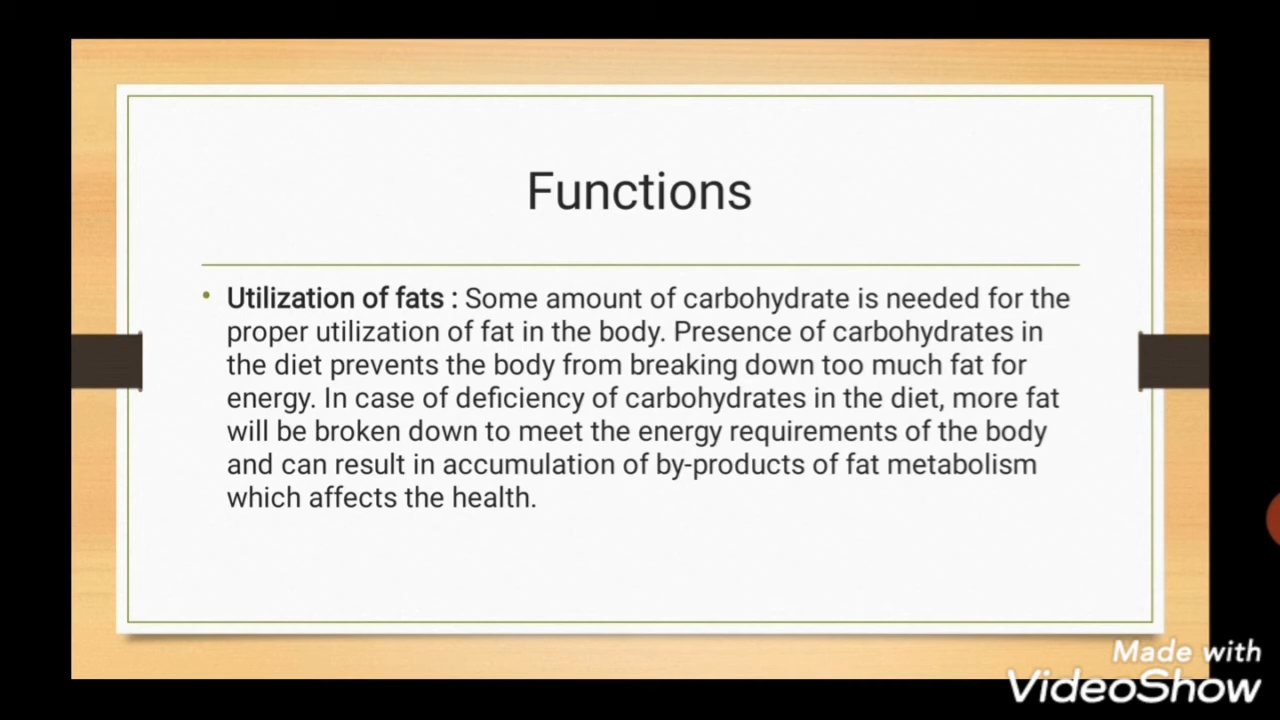 Functions
• Utilization of fats : Some amount of carbohydrate is needed for the
proper utilization of fat in the body. Presence of carbohydrates in
the diet prevents the body from breaking down too much fat for
energy. In case of deficiency of carbohydrates in the diet, more fat
will be broken down to meet the energy requirements of the body
and can result in accumulation of by-products of fat metabolism
which affects the health.
Made with
VideoShow